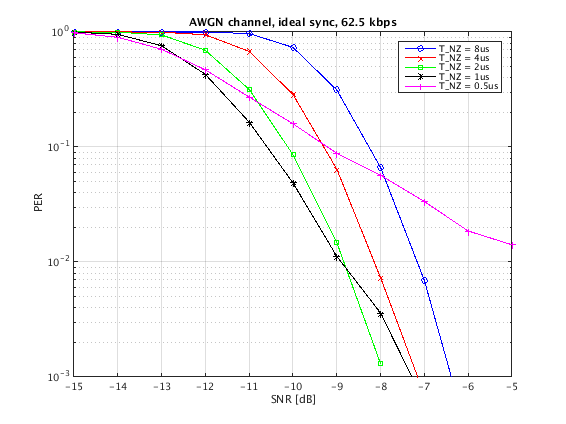 AWGN channel, ideal sync, 62.5 kbps
T_NZ = 8us
T_NZ = 4us
T_NZ = 2us
T_NZ = 1us
T_NZ = 0.5us
PER
10^0
10^-1
10^-2
10^-3
-15 -14 -13 -12 -11 -10 -9 -8 -7 -6 -5
SNR [dB]